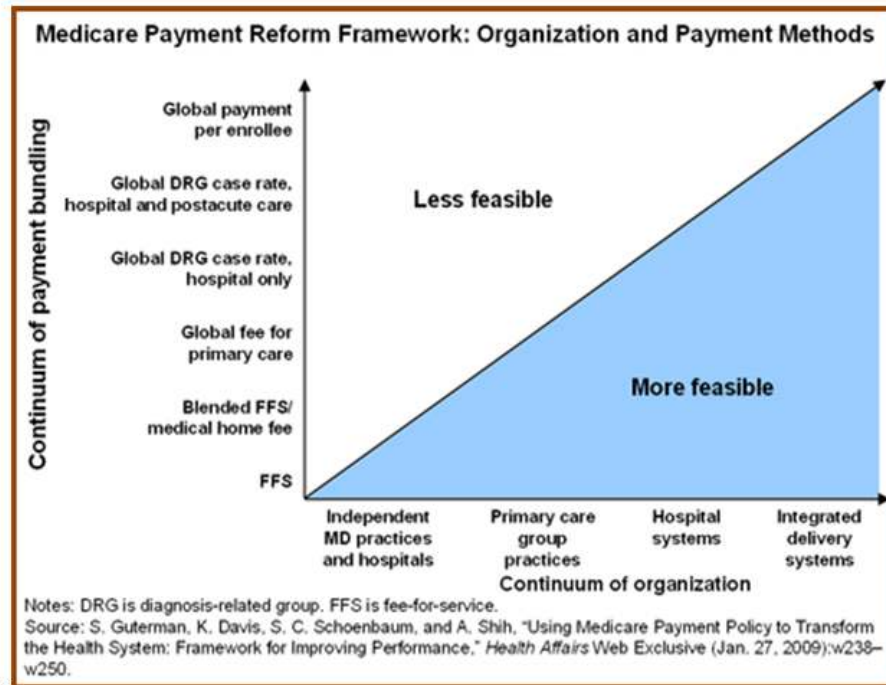 Medicare Payment Reform Framework: Organization and Payment Methods
Continuum of payment bundling
Global payment
per enrollee
Global DRG case rate,
hospital and postacute care
Global DRG case rate,
hospital only
Global fee for
primary care
Blended FFS/
medical home fee
FFS
Less feasible
More feasible
Independent
MD practices
and hospitals
Primary care
group
practices
Hospital
systems
Integrated
delivery
systems
Continuum of organization
Notes: DRG is diagnosis-related group. FFS is fee-for-service.
Source: S. Guterman, K. Davis, S. C. Schoenbaum, and A. Shih, "Using Medicare Payment Policy to Transform
the Health System: Framework for Improving Performance," Health Affairs Web Exclusive (Jan. 27, 2009):w238–
w250.